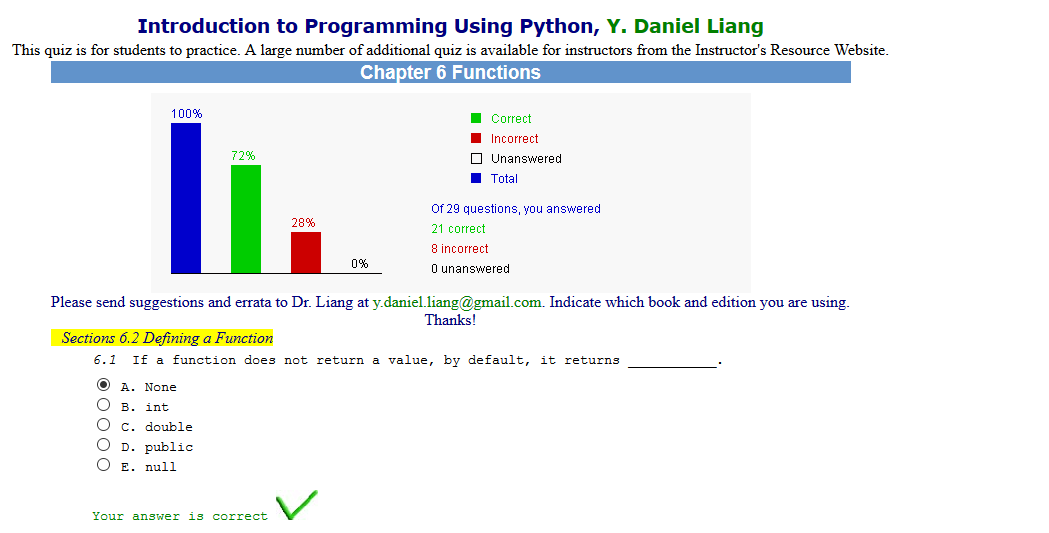 Introduction to Programming Using Python, Y. Daniel Liang
This quiz is for students to practice. A large number of additional quiz is available for instructors from the Instructor's Resource Website.
Chapter 6 Functions
100%
72%
28%
0%
Correct
Incorrect
Unanswered
Total
Of 29 questions, you answered
21 correct
8 incorrect
0 unanswered
Please send suggestions and errata to Dr. Liang at y.daniel.liang@gmail.com. Indicate which book and edition you are using.
Thanks!
Sections 6.2 Defining a Function
6.1 If a function does not return a value, by default, it returns ___________.
A. None
B. int
C. double
D. public
E. null
Your answer is correct